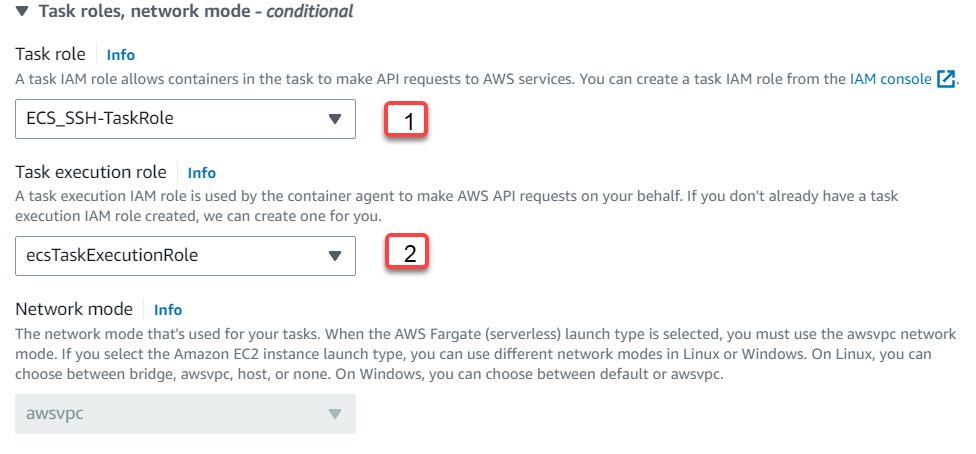 Task roles, network mode - conditional
Task role Info
A task IAM role allows containers in the task to make API requests to AWS services. You can create a task IAM role from the IAM console.
ECS_SSH-TaskRole
1
Task execution role Info
A task execution IAM role is used by the container agent to make AWS API requests on your behalf. If you don't already have a task
execution IAM role created, we can create one for you.
ecsTaskExecutionRole
2
Network mode Info
The network mode that's used for your tasks. When the AWS Fargate (serverless) launch type is selected, you must use the awsvpc network
mode. If you select the Amazon EC2 instance launch type, you can use different network modes in Linux or Windows. On Linux, you can
choose between bridge, awsvpc, host, or none. On Windows, you can choose between default or awsvpc.
awsvpc